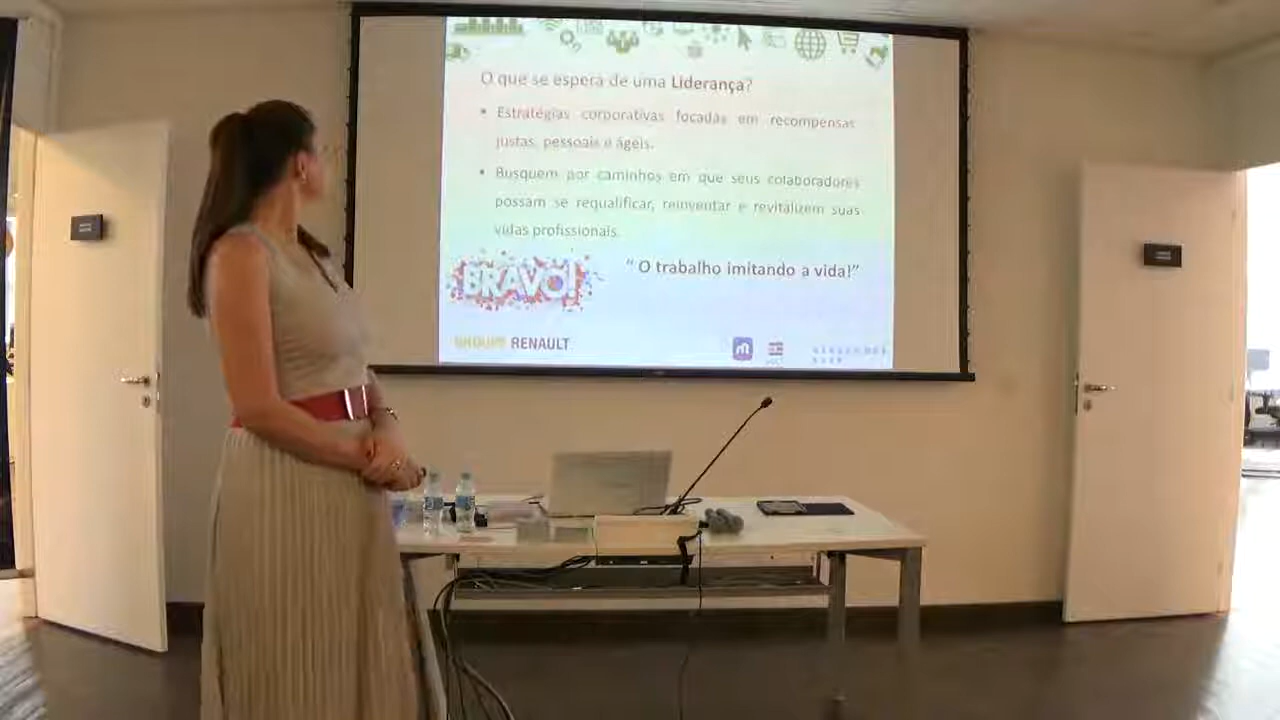 O que se espera de uma Liderança?
• Estratégias corporativas focadas em recompensas
justas, pessoais e ágeis.
• Busquem por caminhos em que seus colaboradores
possam se requalificar, reinventar e revitalizem suas
vidas profissionais.
BRAVO!
“ O trabalho imitando a vida!”
GROUPE RENAULT